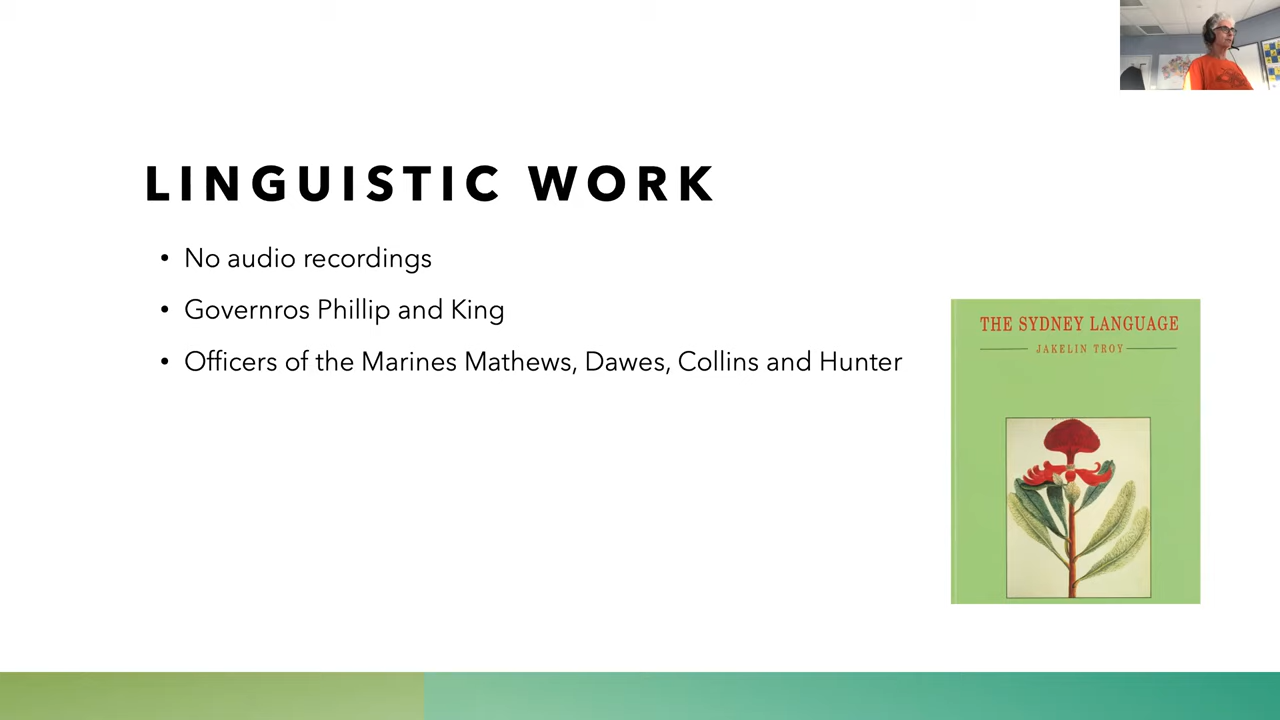 LINGUISTIC WORK
• No audio recordings
• Governros Phillip and King
• Officers of the Marines Mathews, Dawes, Collins and Hunter
THE SYDNEY LANGUAGE
JAKELIN TROY